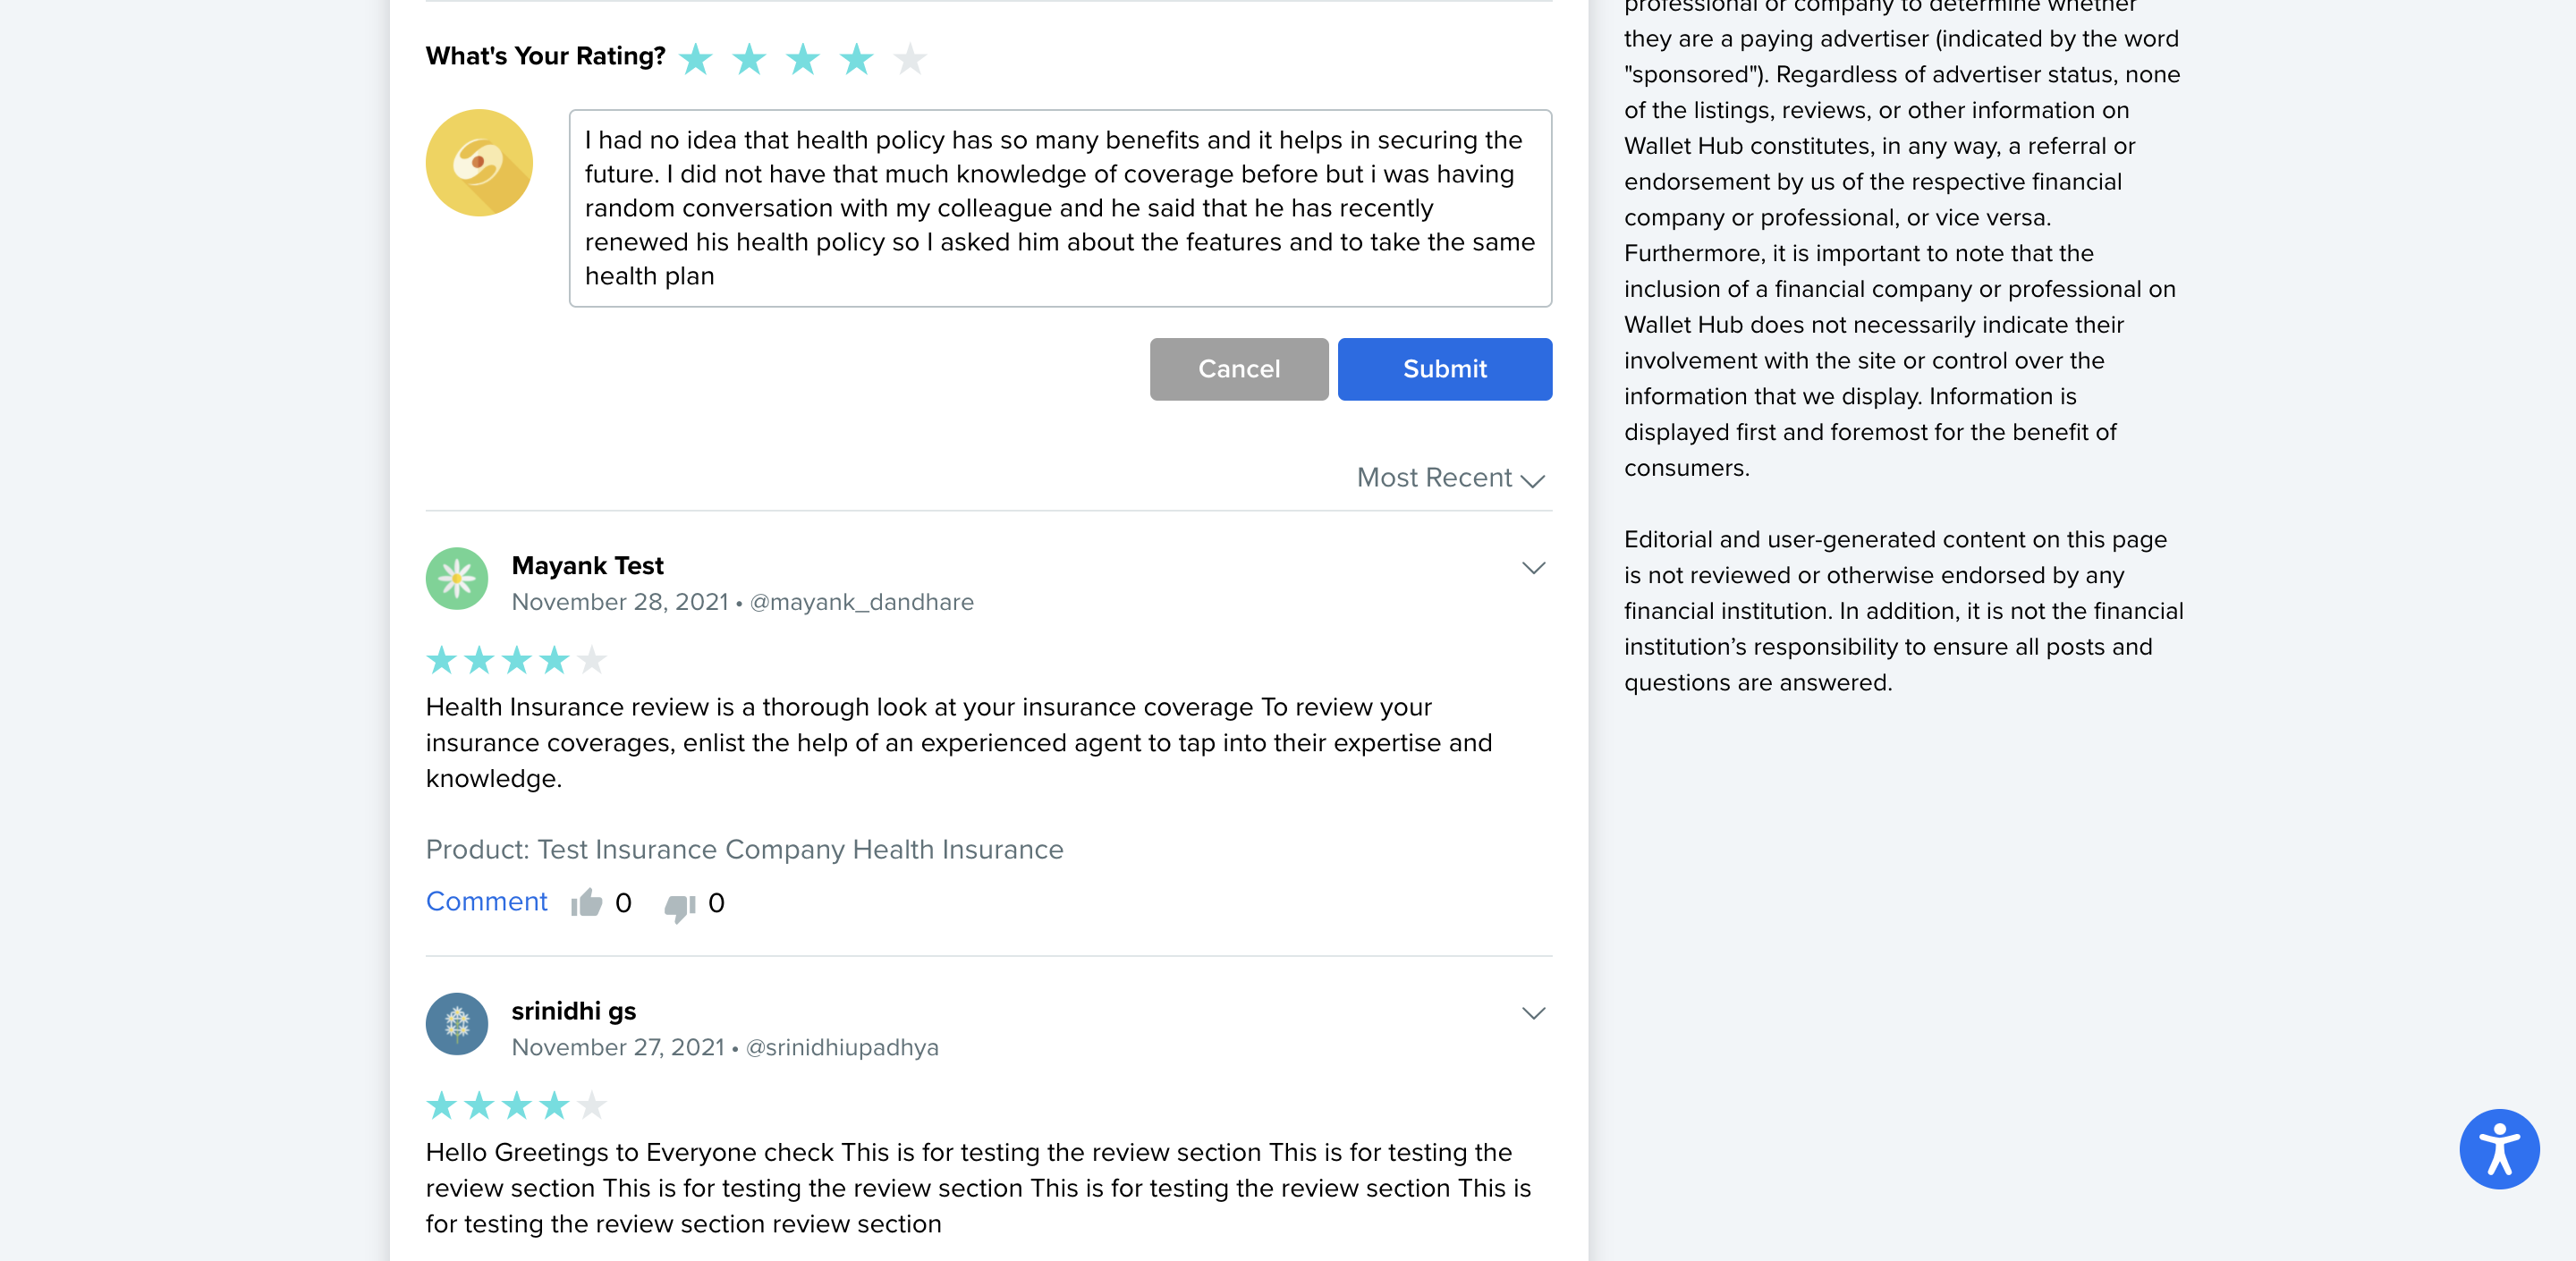 What's Your Rating?
I had no idea that health policy has so many benefits and it helps in securing the
future. I did not have that much knowledge of coverage before but i was having
random conversation with my colleague and he said that he has recently
renewed his health policy so I asked him about the features and to take the same
health plan
Cancel
Submit
Most Recent
Mayank Test
November 28, 2021 • @mayank_dandhare
Health Insurance review is a thorough look at your insurance coverage To review your
insurance coverages, enlist the help of an experienced agent to tap into their expertise and
knowledge.
Product: Test Insurance Company Health Insurance
Comment 0 0
srinidhi gs
November 27, 2021 • @srinidhiupadhya
Hello Greetings to Everyone check This is for testing the review section This is for testing the
review section This is for testing the review section This is for testing the review section This is
for testing the review section review section
professional or company to determine whether
they are a paying advertiser (indicated by the word
"sponsored"). Regardless of advertiser status, none
of the listings, reviews, or other information on
Wallet Hub constitutes, in any way, a referral or
endorsement by us of the respective financial
company or professional, or vice versa.
Furthermore, it is important to note that the
inclusion of a financial company or professional on
Wallet Hub does not necessarily indicate their
involvement with the site or control over the
information that we display. Information is
displayed first and foremost for the benefit of
consumers.
Editorial and user-generated content on this page
is not reviewed or otherwise endorsed by any
financial institution. In addition, it is not the financial
institution’s responsibility to ensure all posts and
questions are answered.